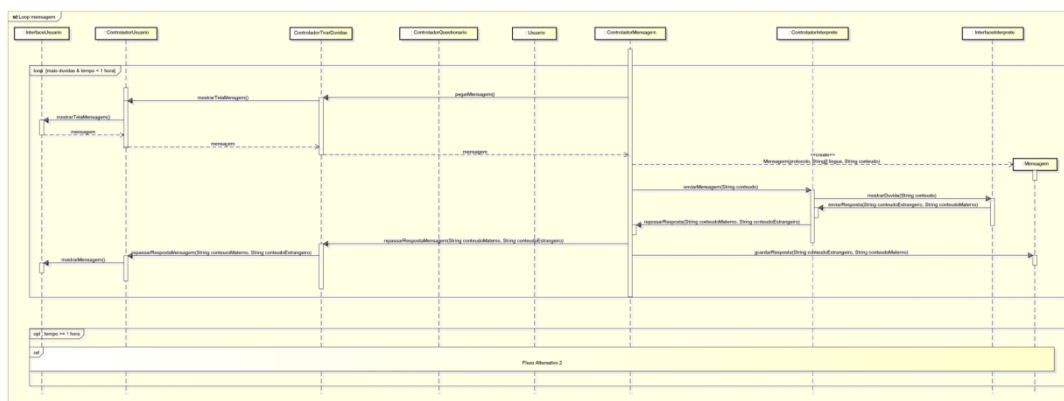 sd Loop mensagem
: InterfaceUsuario
: ControladorUsuario
ControladorTirarDuvidas
: ControladorQuestionario
: Usuario
: ControladorMensagem
: ControladorInterprete
: InterfaceInterprete
loop [mais duvidas & tempo < 1 hora]
pegarMensagem()
mostrarTelaMensagem()
mostrarTelaMensagem()
mensagem
mensagem
mensagem
<<create>>
Mensagem(protocolo, String[] lingua, String conteudo)
: Mensagem
enviarMensagem(String conteudo)
mostrarDuvida(String conteudo)
enviarResposta(String conteudoEstrangeiro, String conteudoMaterno)
repassarResposta(String conteudoMaterno, String conteudoEstrangeiro)
repassarRespostaMensagem(String conteudoMaterno, String conteudoEstrangeiro)
repassarRespostaMensagem(String conteudoMaterno, String conteudoEstrangeiro)
guardarResposta(String conteudoEstrangeiro, String conteudoMaterno)
mostrarMensagem()
opt [tempo == 1 hora]
ref
Fluxo Alternativo 2